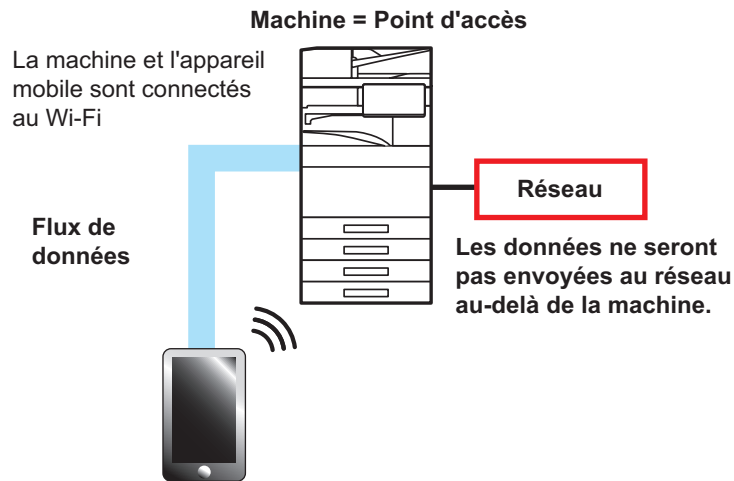 Machine = Point d'accès
La machine et l'appareil
mobile sont connectés
au Wi-Fi
Réseau
Flux de
données
Les données ne seront
pas envoyées au réseau
au-delà de la machine.